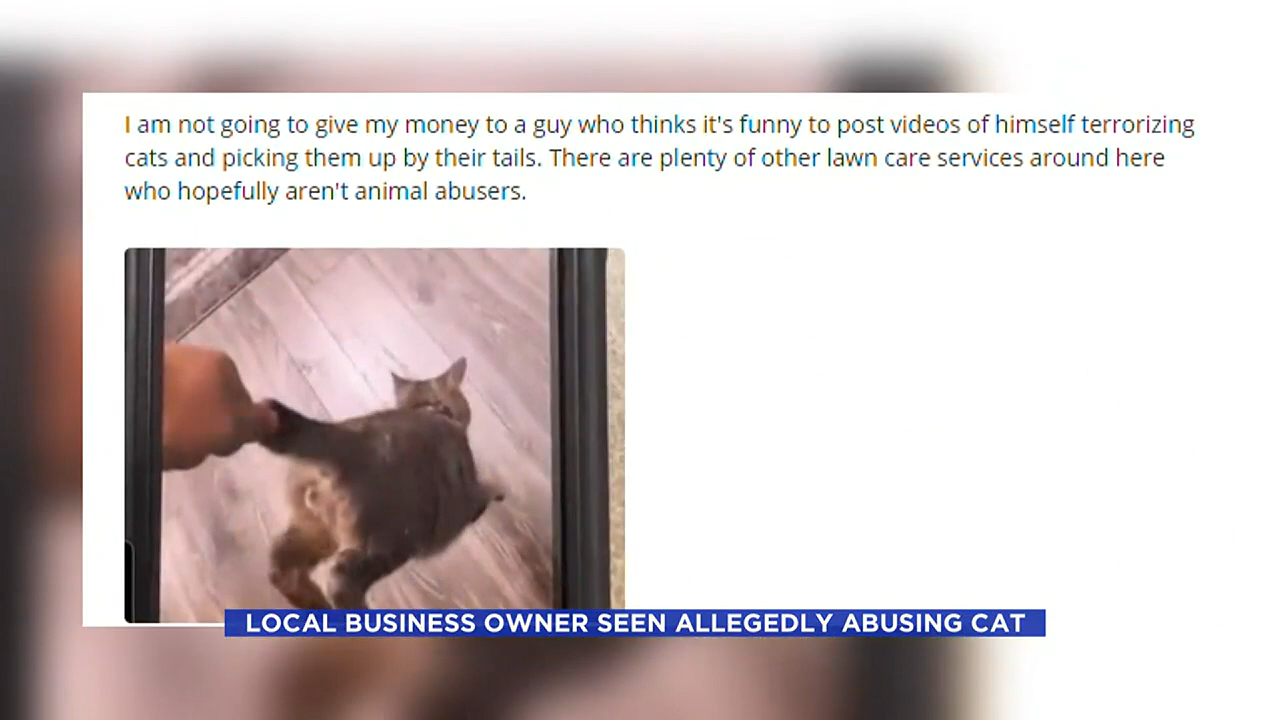 I am not going to give my money to a guy who thinks it's funny to post videos of himself terrorizing
cats and picking them up by their tails. There are plenty of other lawn care services around here
who hopefully aren't animal abusers.
LOCAL BUSINESS OWNER SEEN ALLEGEDLY ABUSING CAT